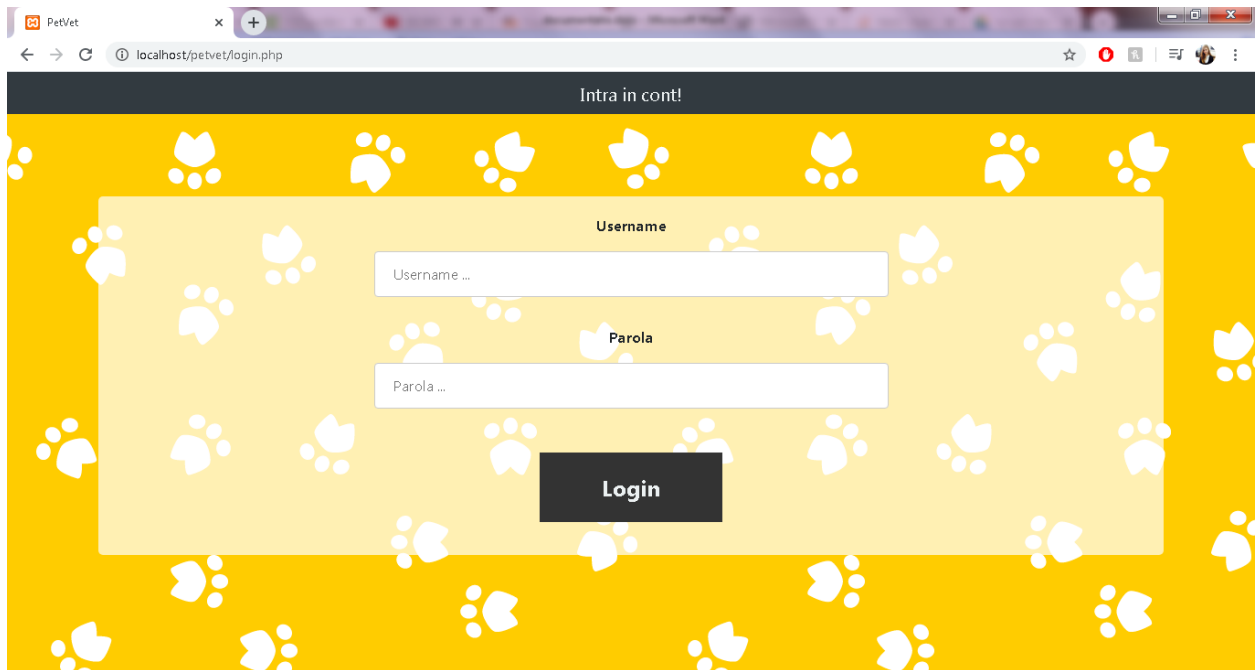 PetVet
localhost/petvet/login.php
Intra in cont!
Username
Username ...
Parola
Parola ...
Login